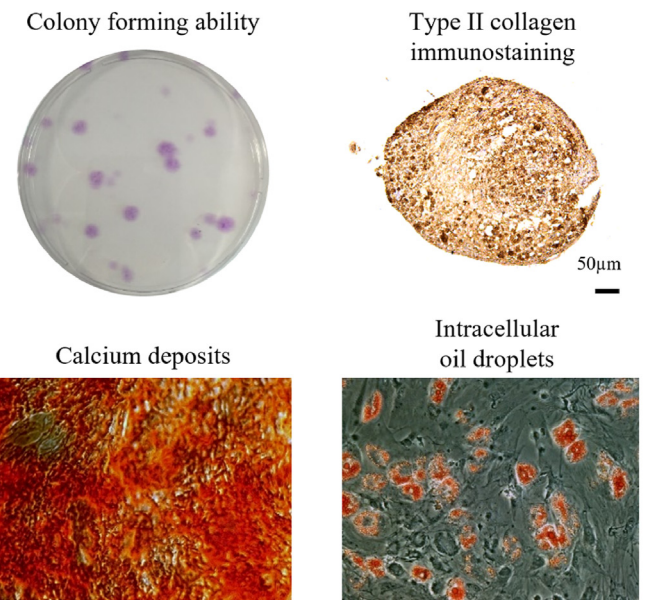 Colony forming ability
Type II collagen
immunostaining
50µm
Calcium deposits
Intracellular
oil droplets